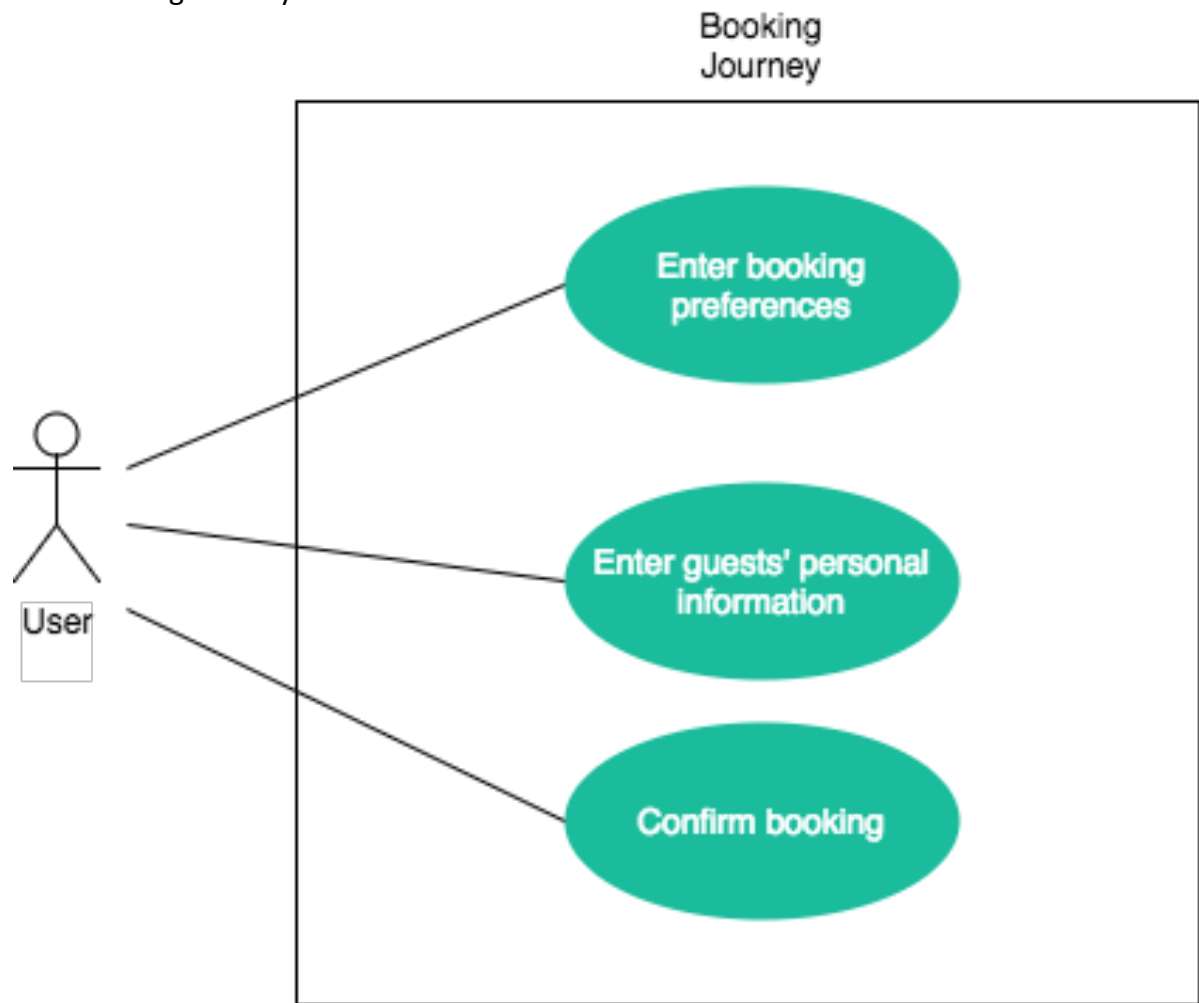 Booking
Journey
Enter booking
preferences
Enter guests' personal
information
User
Confirm booking